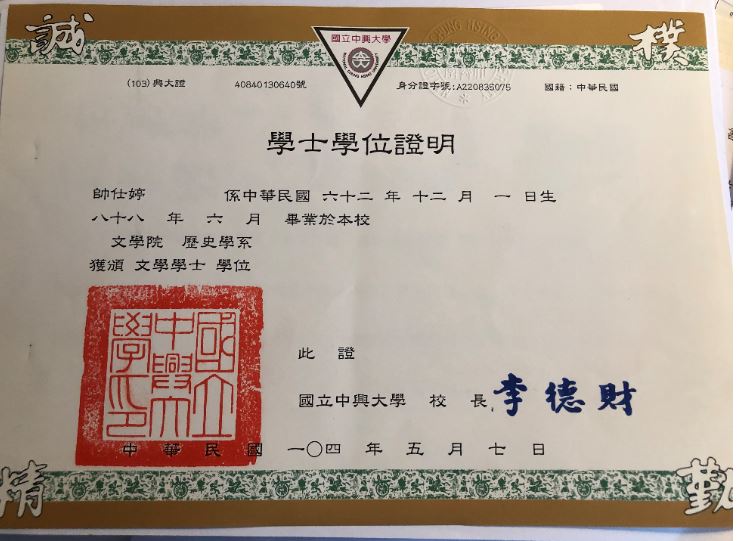 誠
國立中興大學
樸
(103)興大證 40840130640號 身分證字號:A220836075 國籍:中華民國
學士學位證明
帥仕婷 係中華民國 六十二 年 十二 月 一 日生
八十八 年 六 月 畢業於本校
文學院 歷史學系
獲頒 文學學士 學位
國立中興大學印
此 證
國立中興大學 校 長 李德財
中 華 民 國 一〇四 年 五 月 七 日
精
勤